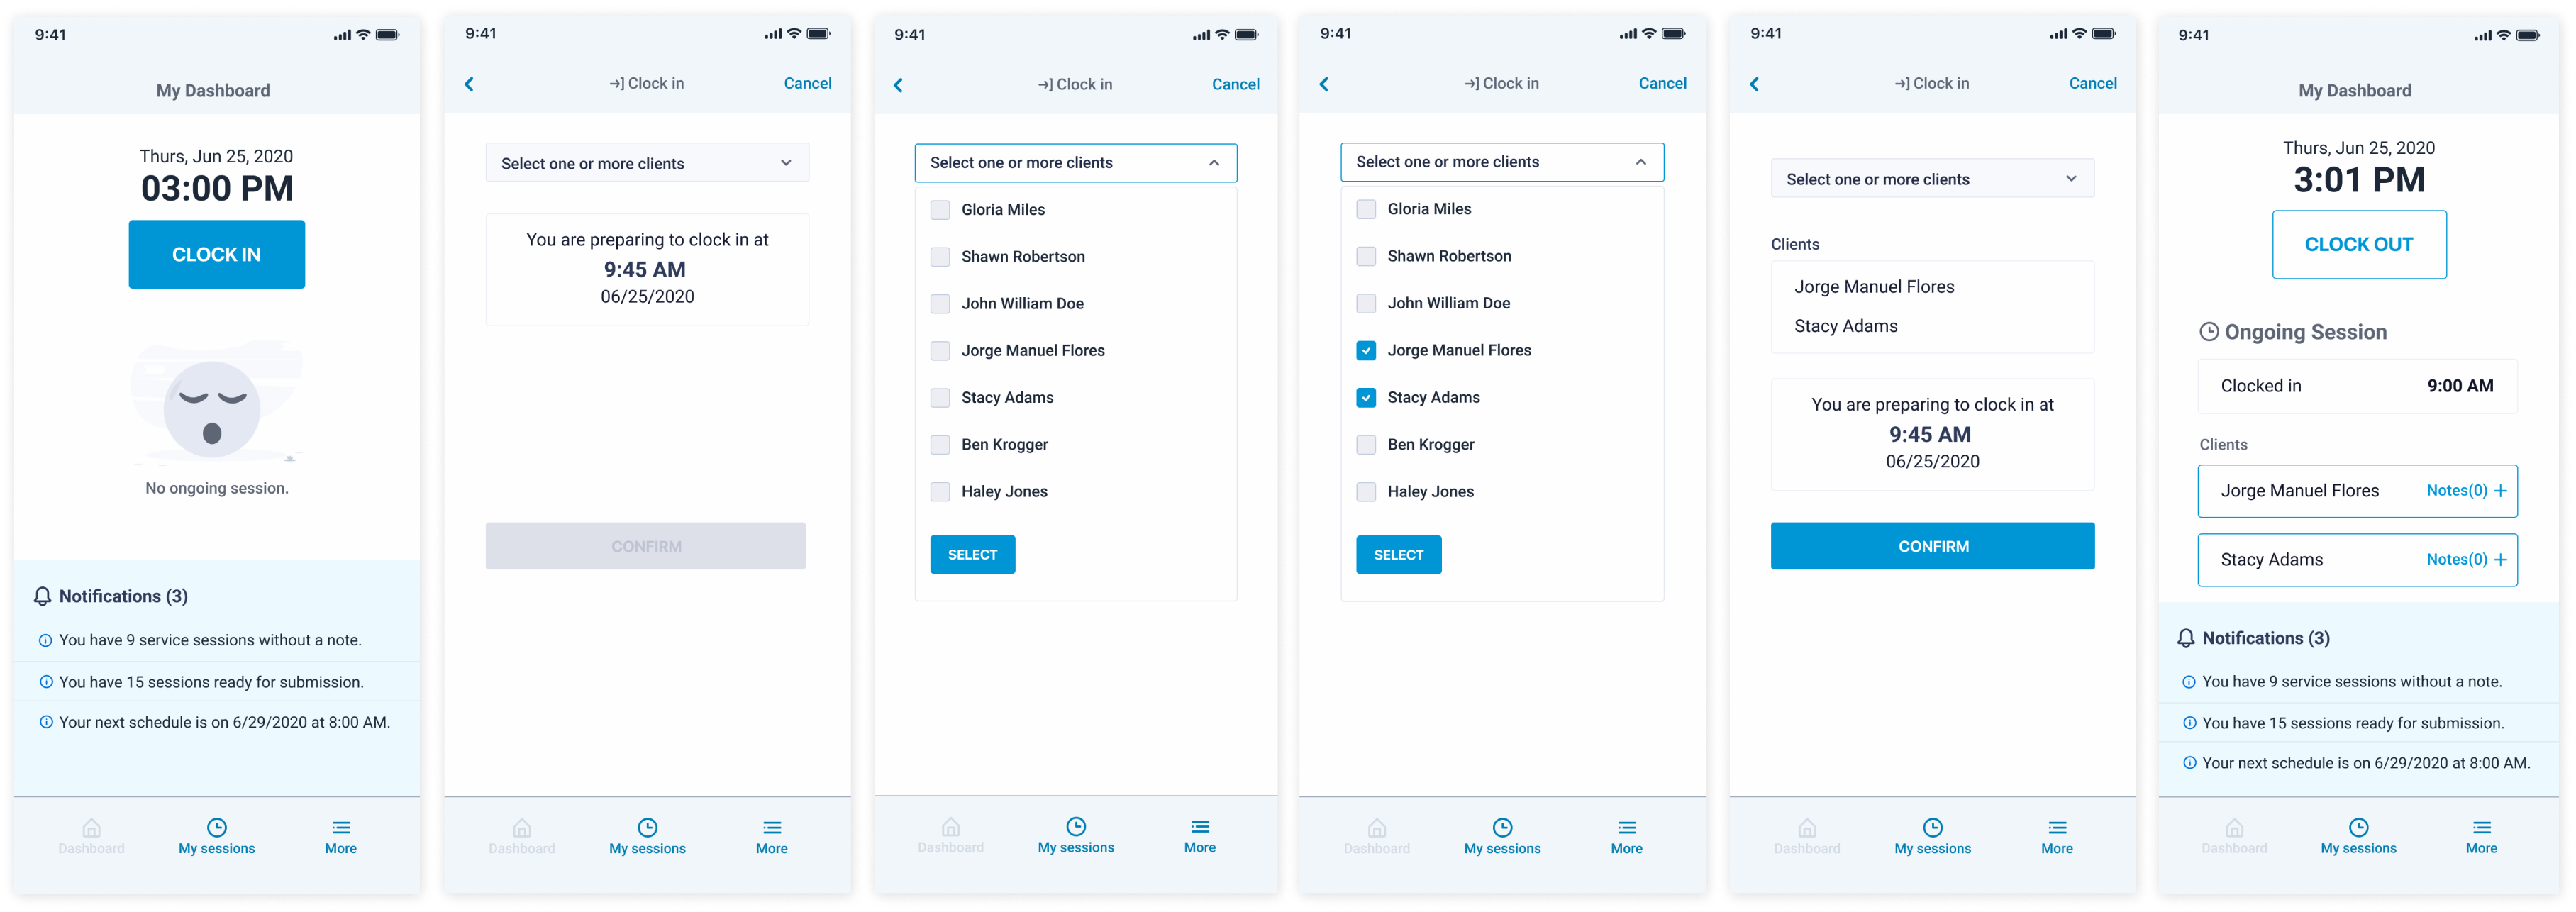 9:41
My Dashboard
Thurs, Jun 25, 2020
03:00 PM
CLOCK IN
No ongoing session.
Notifications (3)
You have 9 service sessions without a note.
You have 15 sessions ready for submission.
Your next schedule is on 6/29/2020 at 8:00 AM.
Dashboard My sessions More
9:41
Clock in Cancel
Select one or more clients
You are preparing to clock in at
9:45 AM
06/25/2020
CONFIRM
Dashboard My sessions More
9:41
Clock in Cancel
Select one or more clients
Gloria Miles
Shawn Robertson
John William Doe
Jorge Manuel Flores
Stacy Adams
Ben Krogger
Haley Jones
SELECT
Dashboard My sessions More
9:41
Clock in Cancel
Select one or more clients
Gloria Miles
Shawn Robertson
John William Doe
Jorge Manuel Flores
Stacy Adams
Ben Krogger
Haley Jones
SELECT
Dashboard My sessions More
9:41
Clock in Cancel
Select one or more clients
Clients
Jorge Manuel Flores
Stacy Adams
You are preparing to clock in at
9:45 AM
06/25/2020
CONFIRM
Dashboard My sessions More
9:41
My Dashboard
Thurs, Jun 25, 2020
3:01 PM
CLOCK OUT
Ongoing Session
Clocked in 9:00 AM
Clients
Jorge Manuel Flores Notes(0) +
Stacy Adams Notes(0) +
Notifications (3)
You have 9 service sessions without a note.
You have 15 sessions ready for submission.
Your next schedule is on 6/29/2020 at 8:00 AM.
Dashboard My sessions More